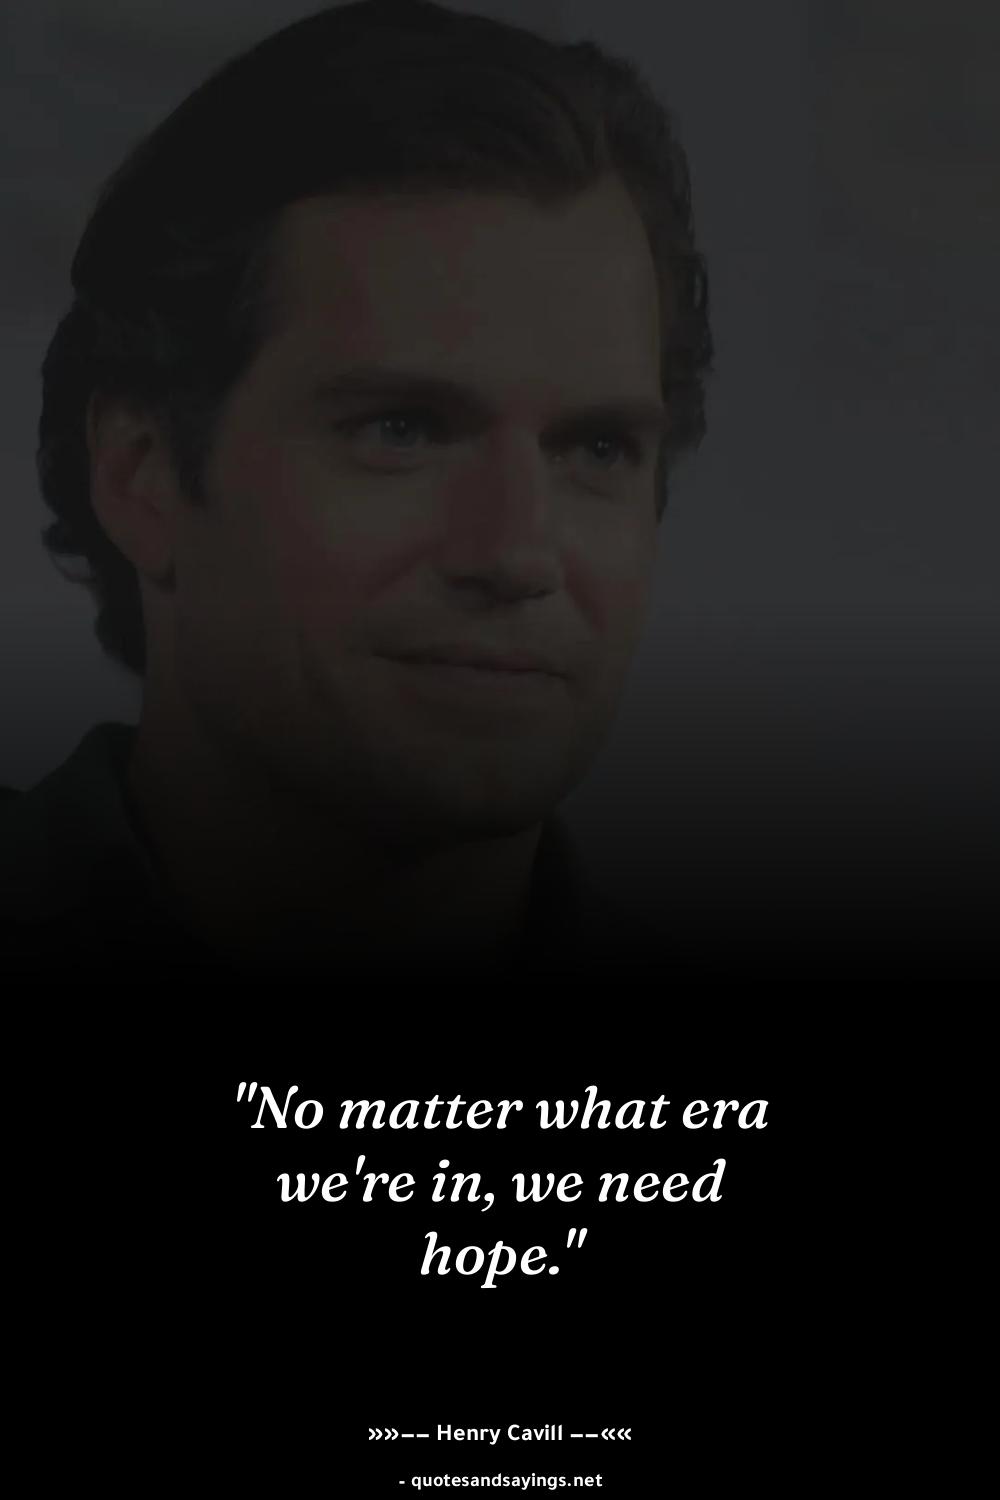 "No matter what era
we're in, we need
hope."
»»–– Henry Cavill ––««
- quotesandsayings.net